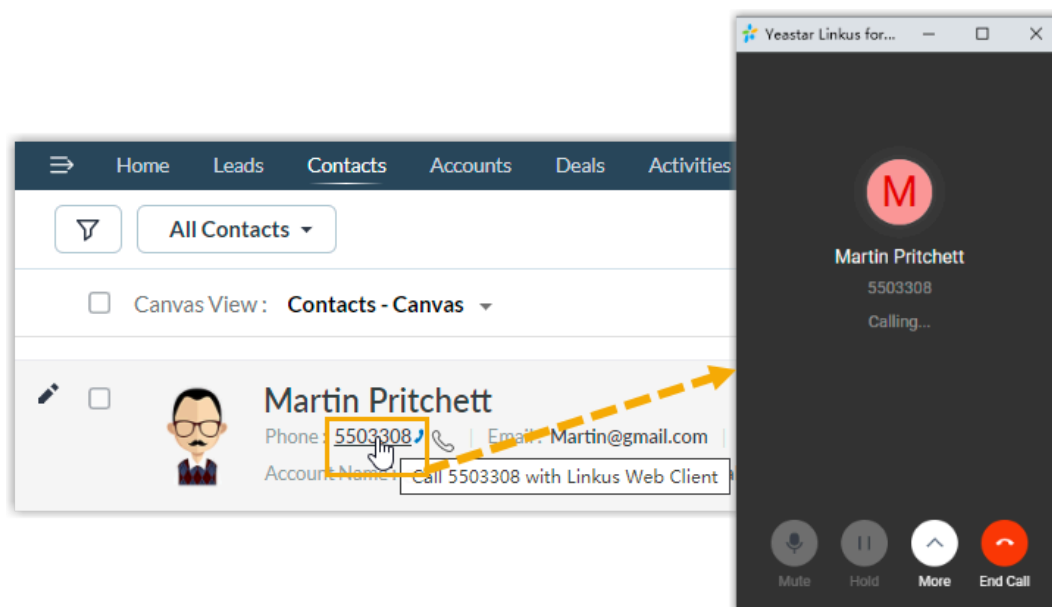 Yeastar Linkus for...
Home Leads Contacts Accounts Deals Activities
All Contacts
Canvas View : Contacts - Canvas
Martin Pritchett
Phone : 5503308 Email : Martin@gmail.com
Account Name :
Call 5503308 with Linkus Web Client
M
Martin Pritchett
5503308
Calling...
Mute Hold More End Call